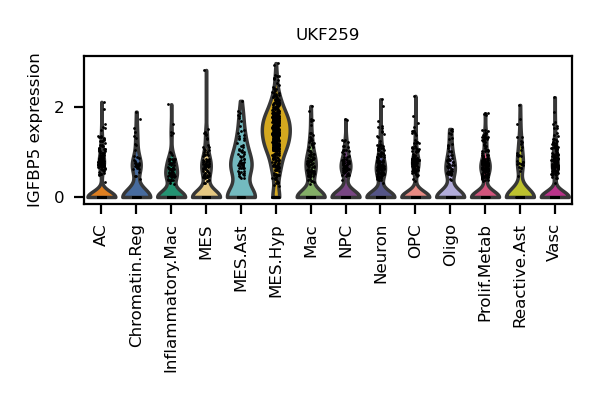 UKF259
IGFBP5 expression
2
0
AC
Chromatin.Reg
Inflammatory.Mac
MES
MES.Ast
MES.Hyp
Mac
NPC
Neuron
OPC
Oligo
Prolif.Metab
Reactive.Ast
Vasc